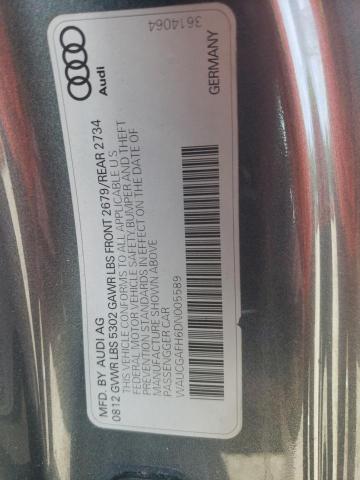 Audi
3614064
GERMANY
MFD. BY AUDI AG
0812 GVWR LBS 5302 GAWR LBS FRONT 2679/REAR 2734
THIS VEHICLE CONFORMS TO ALL APPLICABLE U.S.
FEDERAL MOTOR VEHICLE SAFETY, BUMPER AND THEFT
PREVENTION STANDARDS IN EFFECT ON THE DATE OF
MANUFACTURE SHOWN ABOVE
PASSENGGER CAR
WAUCGAFH6DN005589